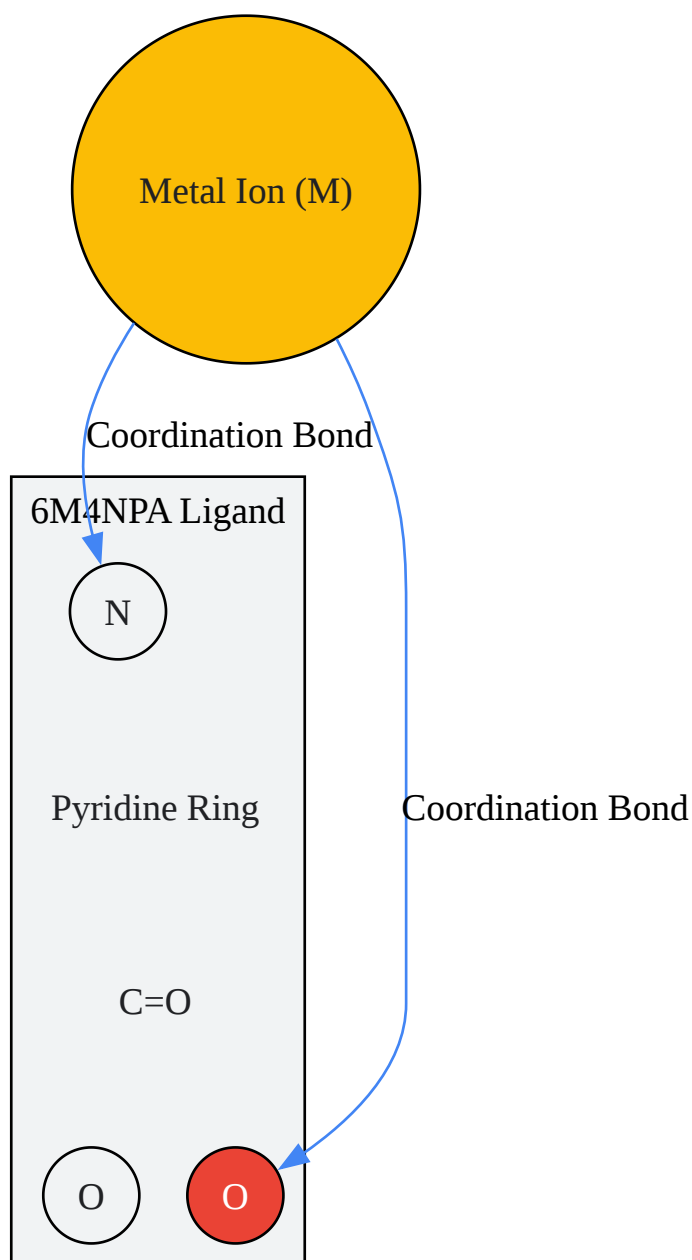 Metal Ion (M)
Coordination Bond
6M4NPA Ligand
N
Pyridine Ring
Coordination Bond
C=O
O
O